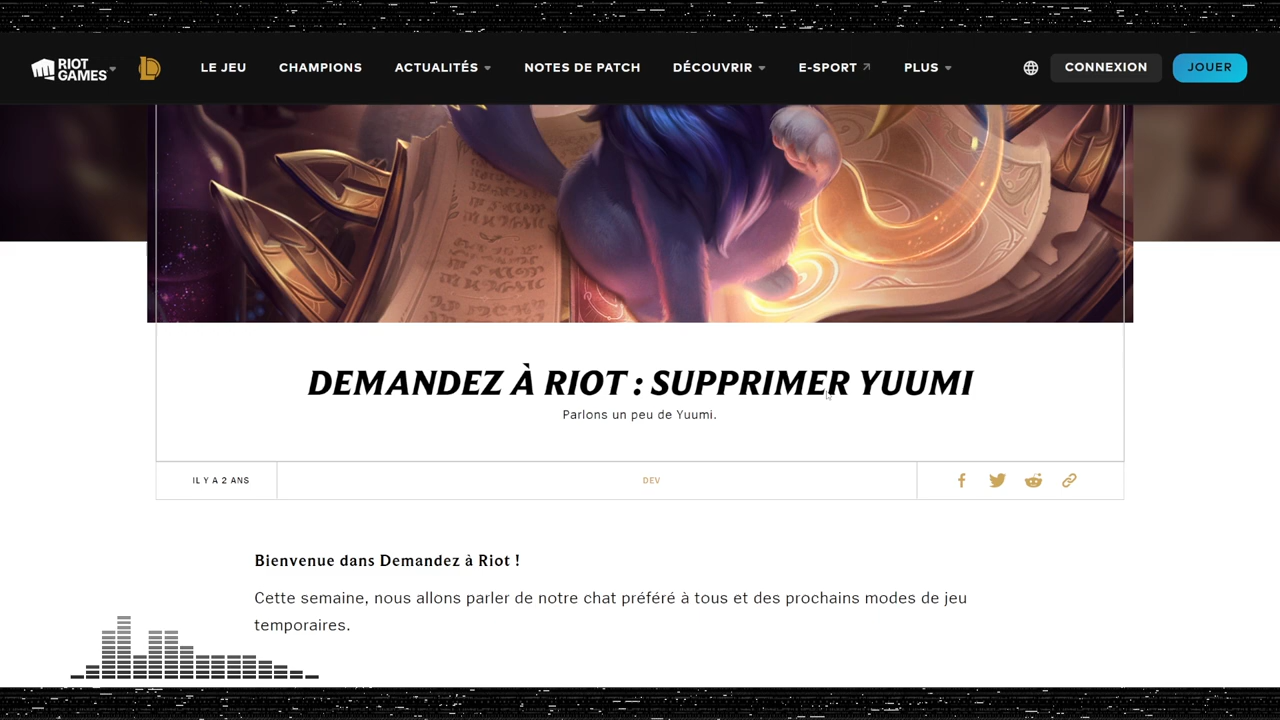 RIOT GAMES
LE JEU
CHAMPIONS
ACTUALITÉS
NOTES DE PATCH
DÉCOUVRIR
E-SPORT
PLUS
CONNEXION
JOUER
DEMANDEZ À RIOT : SUPPRIMER YUUMI
Parlons un peu de Yuumi.
IL Y A 2 ANS
DEV
Bienvenue dans Demandez à Riot !
Cette semaine, nous allons parler de notre chat préféré à tous et des prochains modes de jeu
temporaires.